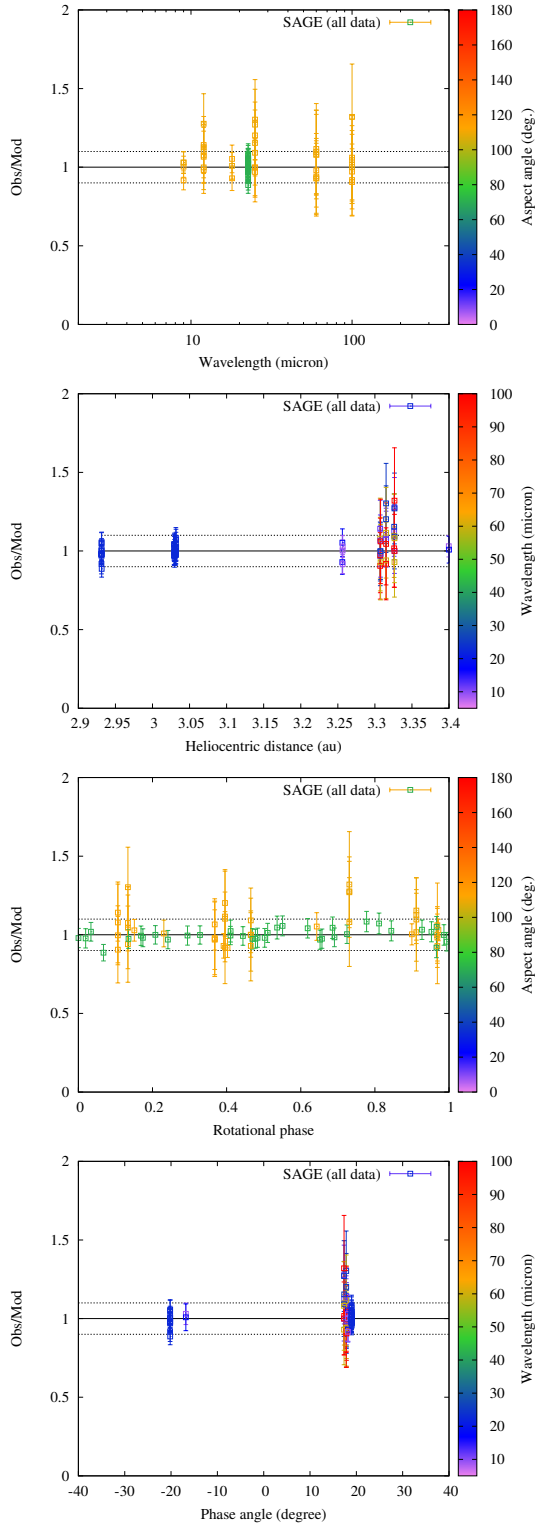 SAGE (all data)
Obs/Mod
0 0.5 1 1.5 2
10 100
Wavelength (micron)
0 20 40 60 80 100 120 140 160 180
Aspect angle (deg.)
SAGE (all data)
Obs/Mod
0 0.5 1 1.5 2
2.9 2.95 3 3.05 3.1 3.15 3.2 3.25 3.3 3.35 3.4
Heliocentric distance (au)
10 20 30 40 50 60 70 80 90 100
Wavelength (micron)
SAGE (all data)
Obs/Mod
0 0.5 1 1.5 2
0 0.2 0.4 0.6 0.8 1
Rotational phase
0 20 40 60 80 100 120 140 160 180
Aspect angle (deg.)
SAGE (all data)
Obs/Mod
0 0.5 1 1.5 2
-40 -30 -20 -10 0 10 20 30 40
Phase angle (degree)
10 20 30 40 50 60 70 80 90 100
Wavelength (micron)